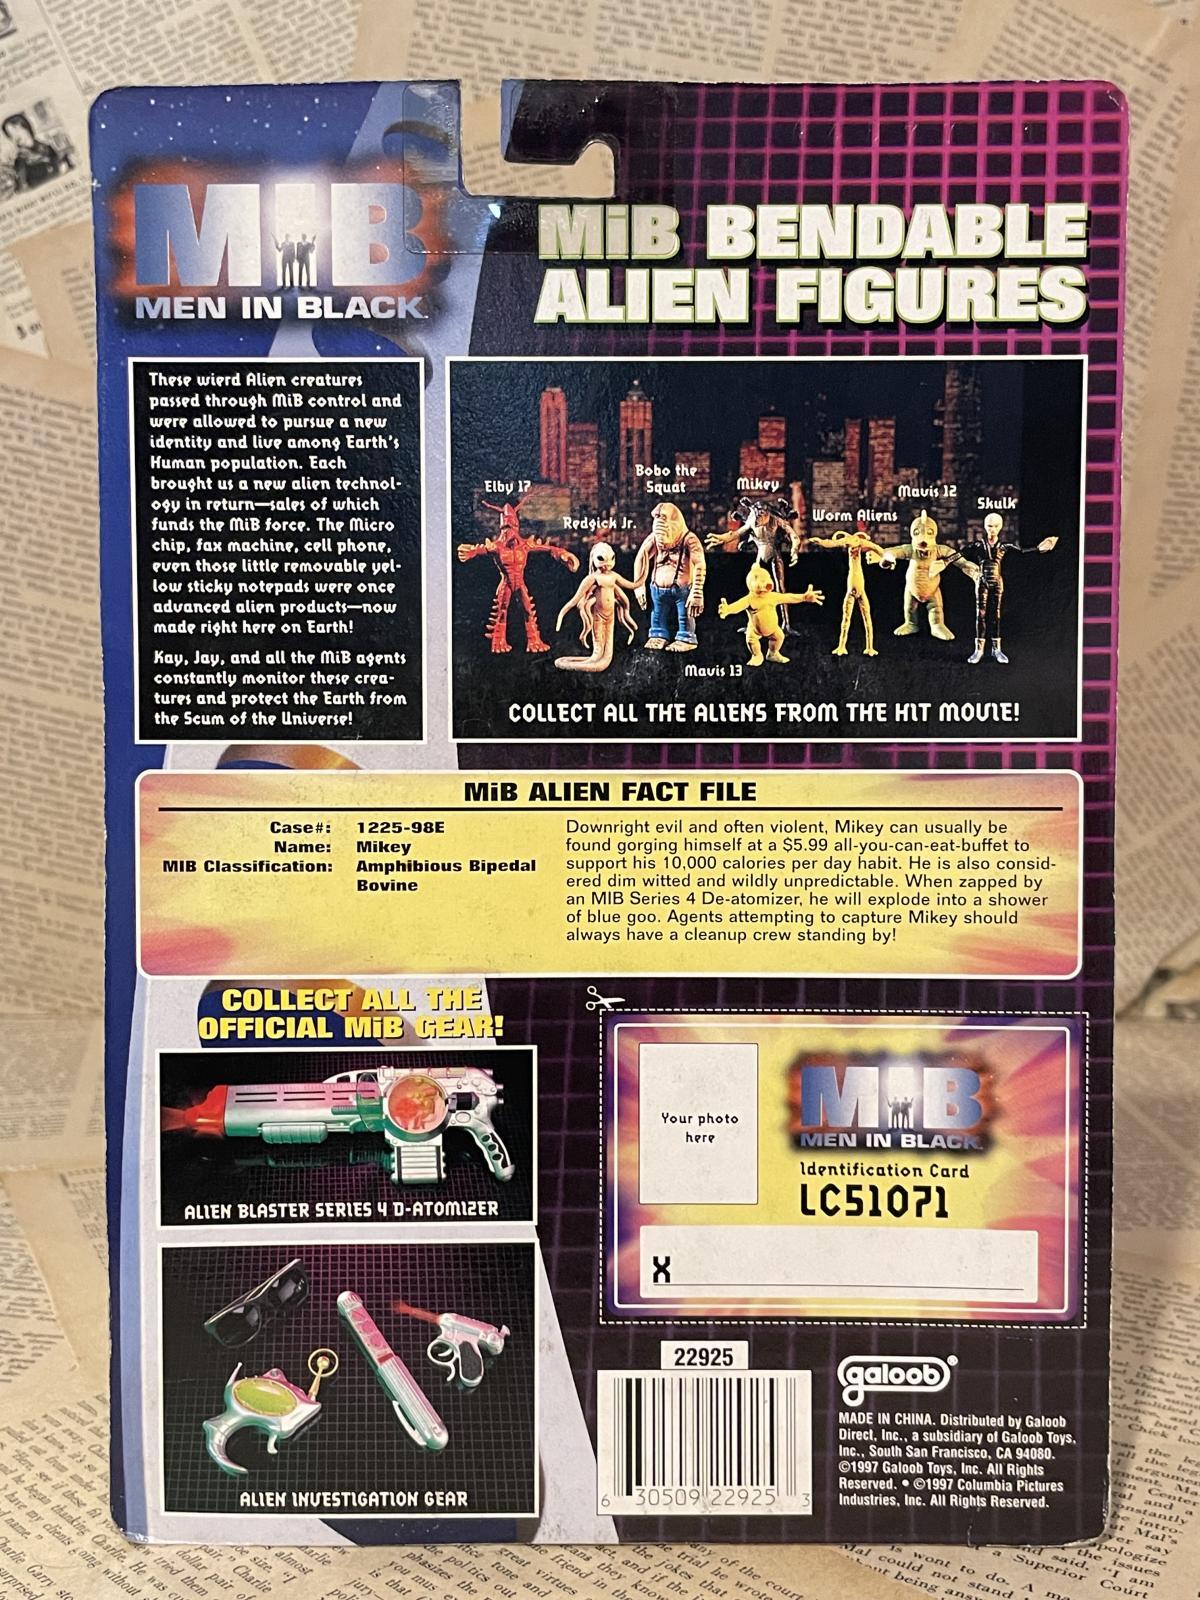 MiB
MEN IN BLACK
MiB BENDABLE
ALIEN FIGURES
These wierd Alien creatures
passed through MiB control and
were allowed to pursue a new
identity and live among Earth's
Human population. Each
brought us a new alien technol-
ogy in return—sales of which
funds the MiB force. The Micro
chip, fax machine, cell phone,
even those little removable yel-
low sticky notepads were once
advanced alien products—now
made right here on Earth!
Kay, Jay, and all the MiB agents
constantly monitor these crea-
tures and protect the Earth from
the Scum of the Universe!
Elby 17
Redgick Jr.
Bobo the
Squat
Mikey
Worm Aliens
Mavis 12
Skulk
Mavis 13
COLLECT ALL THE ALIENS FROM THE HIT MOVIE!
MiB ALIEN FACT FILE
Case#: 1225-98E
Name: Mikey
MIB Classification: Amphibious Bipedal
Bovine
Downright evil and often violent, Mikey can usually be
found gorging himself at a $5.99 all-you-can-eat-buffet to
support his 10,000 calories per day habit. He is also consid-
ered dim witted and wildly unpredictable. When zapped by
an MIB Series 4 De-atomizer, he will explode into a shower
of blue goo. Agents attempting to capture Mikey should
always have a cleanup crew standing by!
COLLECT ALL THE
OFFICIAL MiB GEAR!
ALIEN BLASTER SERIES 4 D-ATOMIZER
ALIEN INVESTIGATION GEAR
Your photo
here
MiB
MEN IN BLACK
Identification Card
LC51071
X
22925
6 30509 22925 3
galoob®
MADE IN CHINA. Distributed by Galoob
Direct, Inc., a subsidiary of Galoob Toys,
Inc., South San Francisco, CA 94080.
©1997 Galoob Toys, Inc. All Rights
Reserved. • ©1997 Columbia Pictures
Industries, Inc. All Rights Reserved.